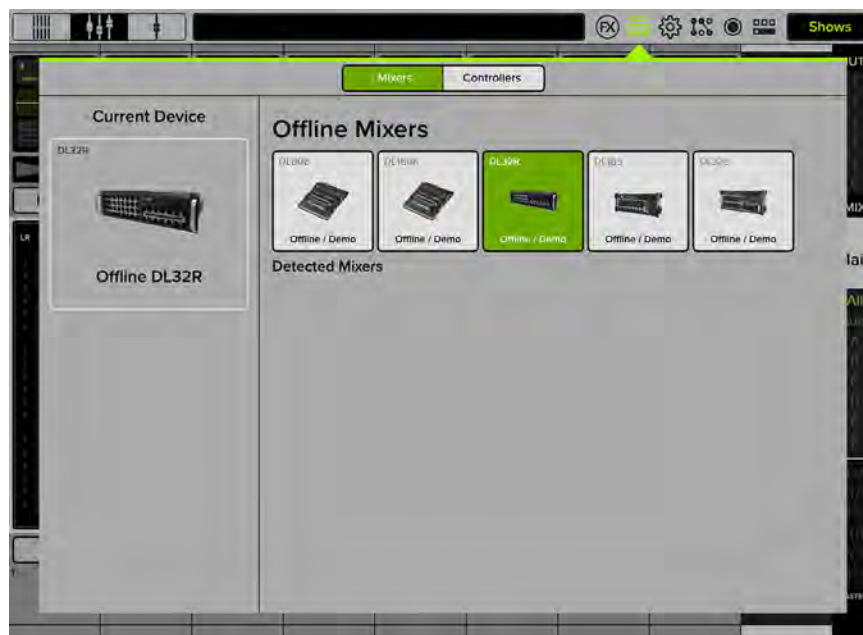 FX
Shows
Mixers
Controllers
Current Device
DL32R
Offline DL32R
Offline Mixers
DL32R
Offline / Demo
Offline / Demo
Offline / Demo
Offline / Demo
Offline / Demo
Detected Mixers
LR